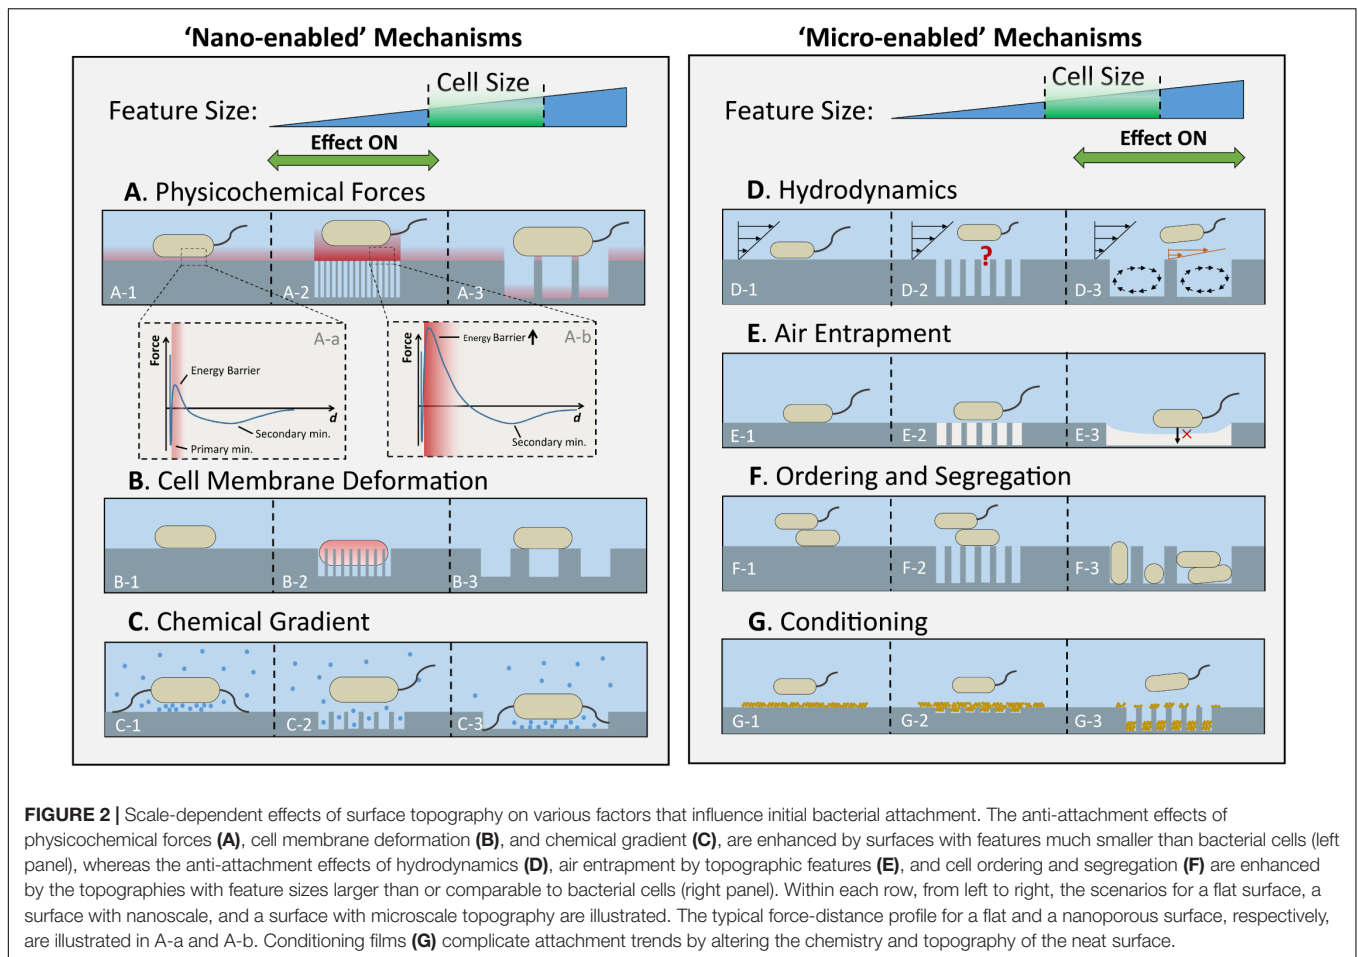 'Nano-enabled' Mechanisms
Feature Size:
Cell Size
Effect ON
A. Physicochemical Forces
A-1
A-2
A-3
A-a
Force
Energy Barrier
d
Secondary min.
Primary min.
A-b
Force
Energy Barrier
d
Secondary min.
B. Cell Membrane Deformation
B-1
B-2
B-3
C. Chemical Gradient
C-1
C-2
C-3
'Micro-enabled' Mechanisms
Feature Size:
Cell Size
Effect ON
D. Hydrodynamics
D-1
?
D-2
D-3
E. Air Entrapment
E-1
E-2
E-3
F. Ordering and Segregation
F-1
F-2
F-3
G. Conditioning
G-1
G-2
G-3
FIGURE 2 | Scale-dependent effects of surface topography on various factors that influence initial bacterial attachment. The anti-attachment effects of
physicochemical forces (A), cell membrane deformation (B), and chemical gradient (C), are enhanced by surfaces with features much smaller than bacterial cells (left
panel), whereas the anti-attachment effects of hydrodynamics (D), air entrapment by topographic features (E), and cell ordering and segregation (F) are enhanced
by the topographies with feature sizes larger than or comparable to bacterial cells (right panel). Within each row, from left to right, the scenarios for a flat surface, a
surface with nanoscale, and a surface with microscale topography are illustrated. The typical force-distance profile for a flat and a nanoporous surface, respectively,
are illustrated in A-a and A-b. Conditioning films (G) complicate attachment trends by altering the chemistry and topography of the neat surface.